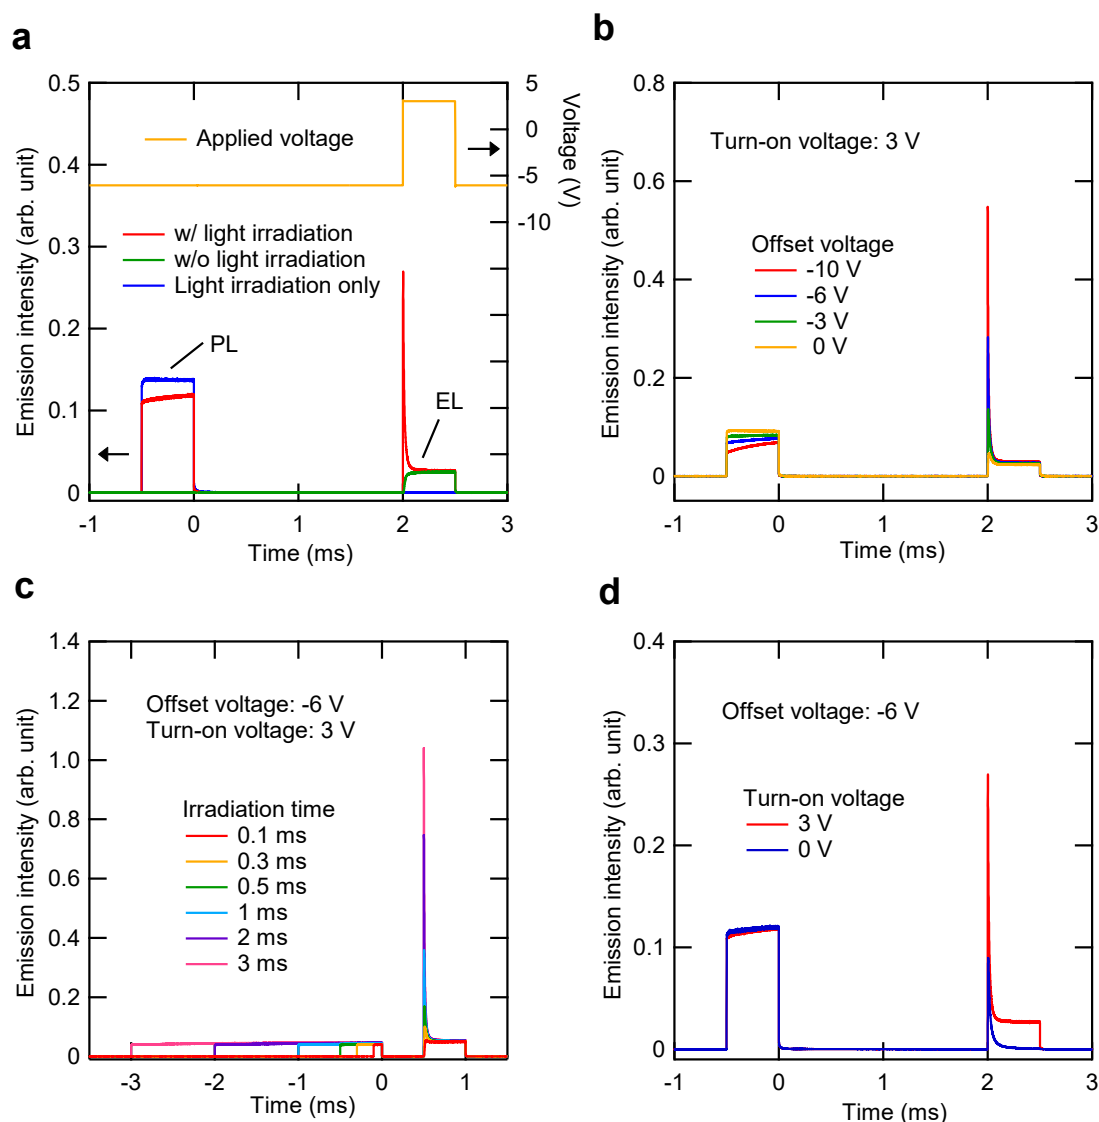 a
0.5
0.4
0.3
0.2
0.1
0
Emission intensity (arb. unit)
5
0
-5
-10
Voltage (V)
Applied voltage
w/ light irradiation
w/o light irradiation
Light irradiation only
PL
EL
-1
0
1
2
3
Time (ms)
b
0.8
0.6
0.4
0.2
0
Emission intensity (arb. unit)
Turn-on voltage: 3 V
Offset voltage
-10 V
-6 V
-3 V
0 V
-1
0
1
2
3
Time (ms)
c
1.4
1.2
1.0
0.8
0.6
0.4
0.2
0
Emission intensity (arb. unit)
Offset voltage: -6 V
Turn-on voltage: 3 V
Irradiation time
0.1 ms
0.3 ms
0.5 ms
1 ms
2 ms
3 ms
-3
-2
-1
0
1
Time (ms)
d
0.4
0.3
0.2
0.1
0
Emission intensity (arb. unit)
Offset voltage: -6 V
Turn-on voltage
3 V
0 V
-1
0
1
2
3
Time (ms)